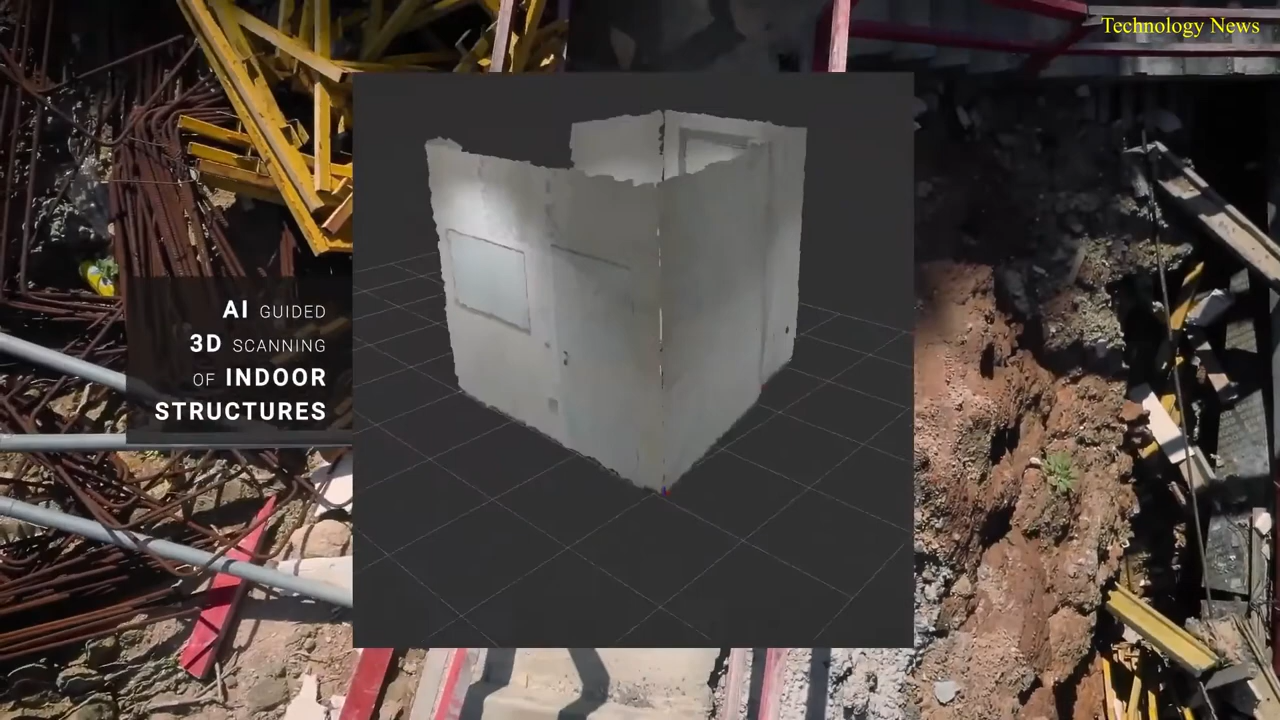 Technology News
AI GUIDED
3D SCANNING
OF INDOOR
STRUCTURES